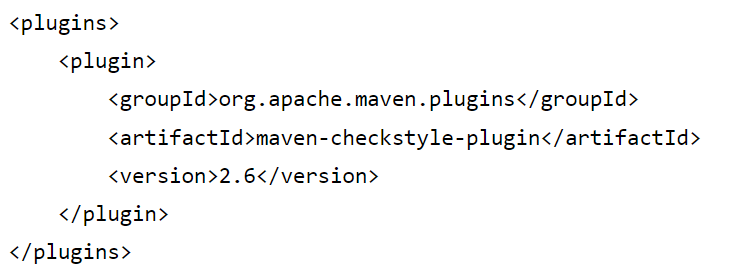 <plugins>
    <plugin>
        <groupId>org.apache.maven.plugins</groupId>
        <artifactId>maven-checkstyle-plugin</artifactId>
        <version>2.6</version>
    </plugin>
</plugins>